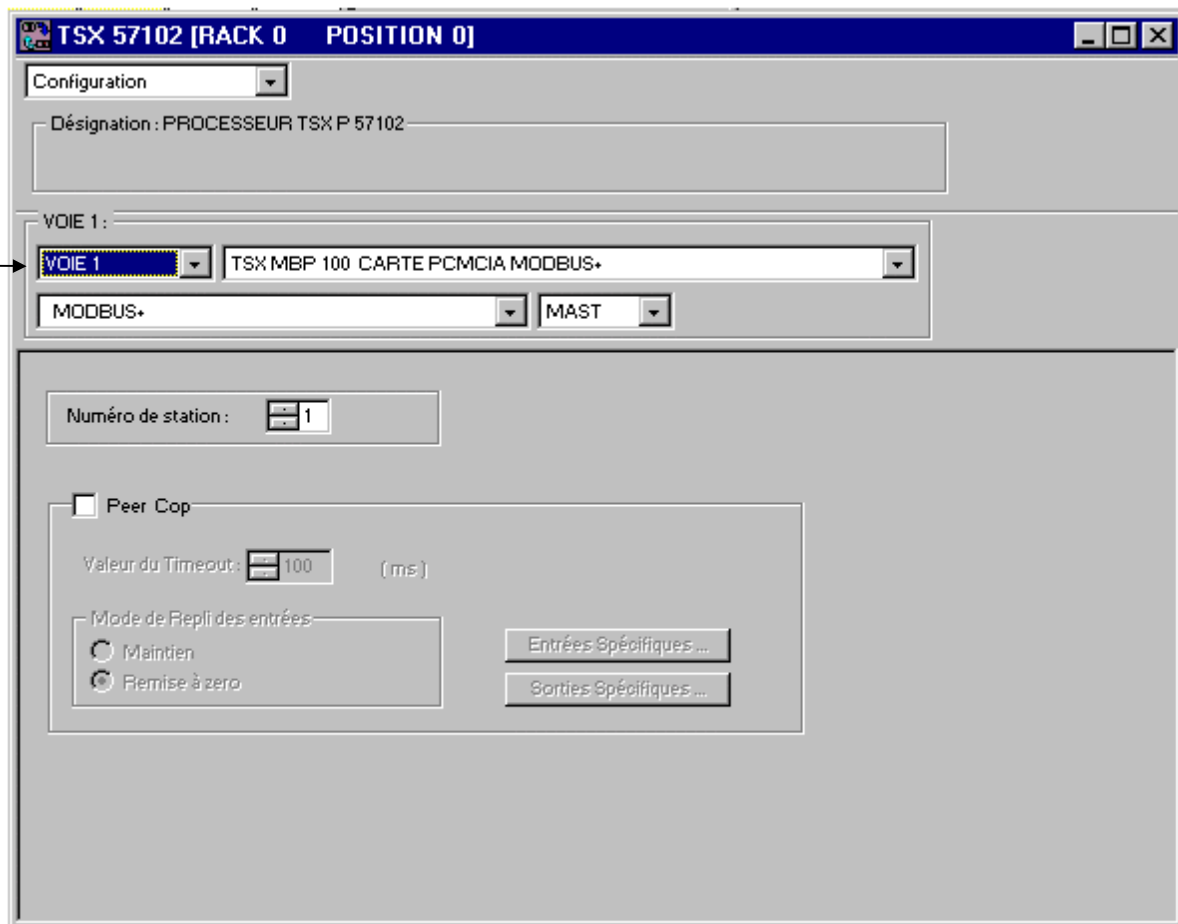 TSX 57102 [RACK 0 POSITION 0]
Configuration
Désignation : PROCESSEUR TSX P 57102
VOIE 1 :
VOIE 1 TSX MBP 100 CARTE PCMCIA MODBUS+
MODBUS+ MAST
Numéro de station : 1
Peer Cop
Valeur du Timeout : 100 (ms)
Mode de Repli des entrées
Maintien
Remise à zero
Entrées Spécifiques ...
Sorties Spécifiques ...